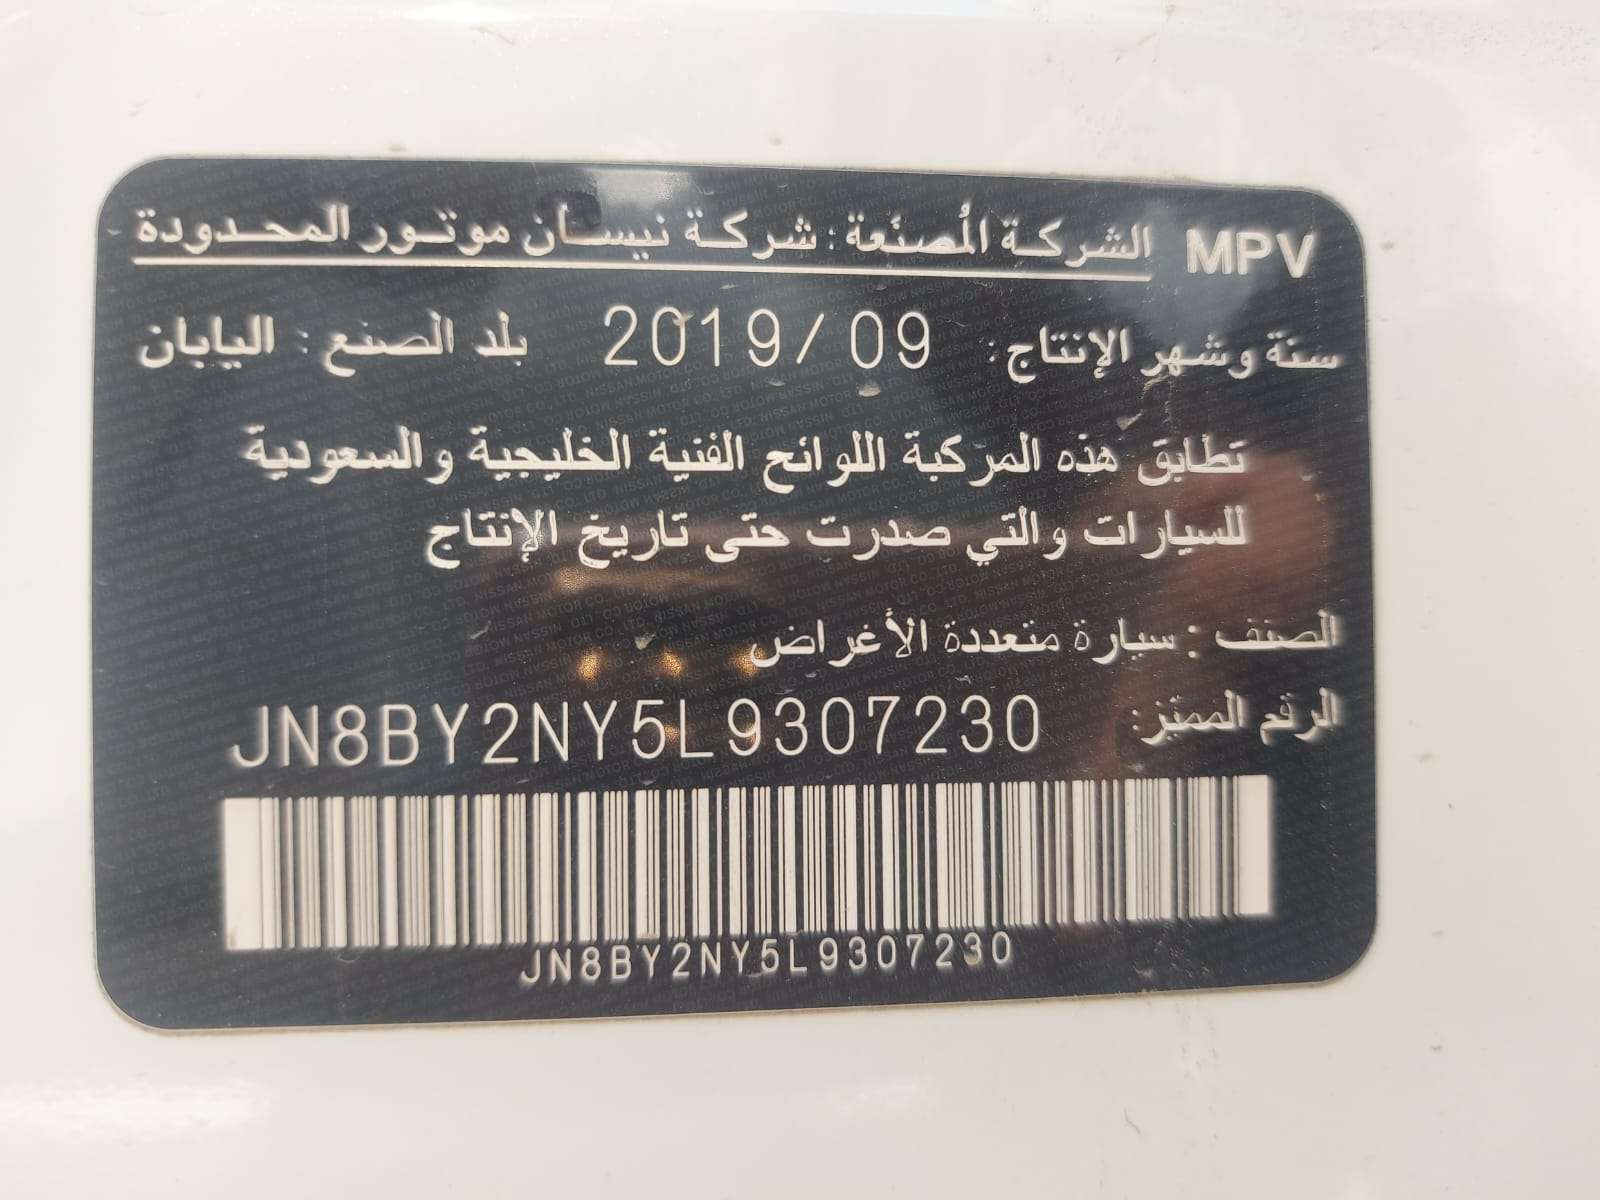 MPV الشركة المُصنّعة: شركة نيسان موتور المحدودة
سنة وشهر الإنتاج: 2019/09 بلد الصنع: اليابان
تطابق هذه المركبة اللوائح الفنية الخليجية والسعودية
للسيارات والتي صدرت حتى تاريخ الإنتاج
الصنف: سيارة متعددة الأغراض
الرقم المميز: JN8BY2NY5L9307230
JN8BY2NY5L9307230